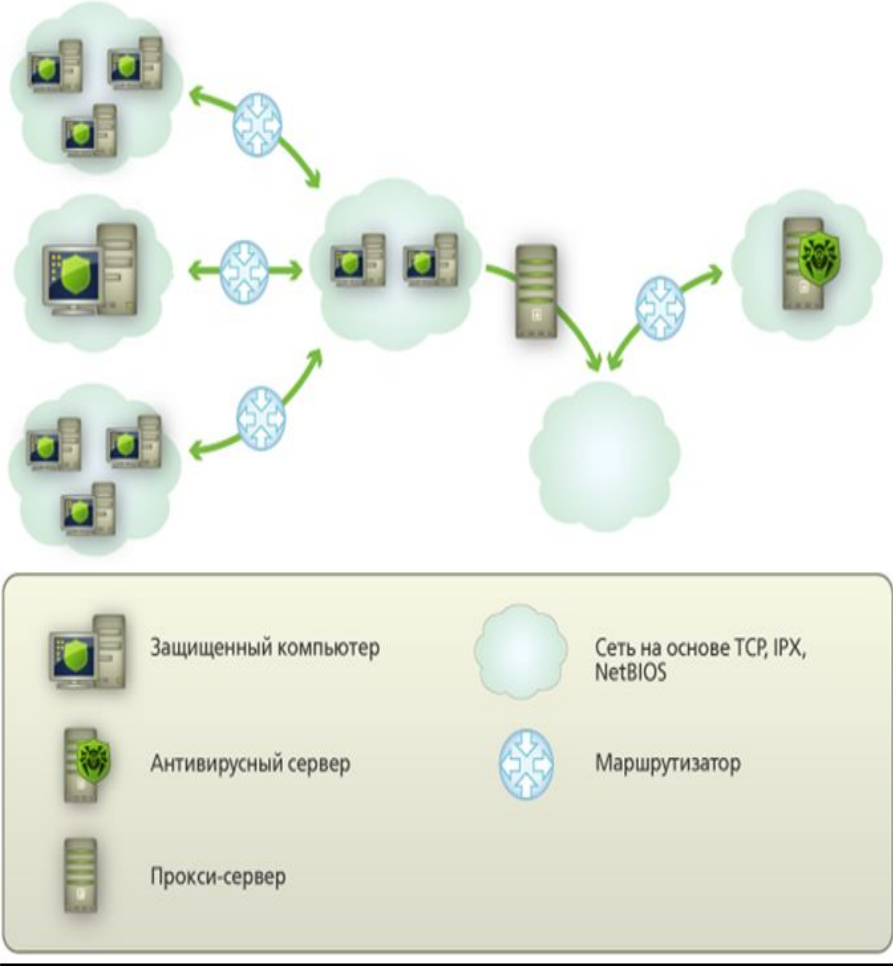 Защищенный компьютер
Сеть на основе TCP, IPX,
NetBIOS
Антивирусный сервер
Маршрутизатор
Прокси-сервер